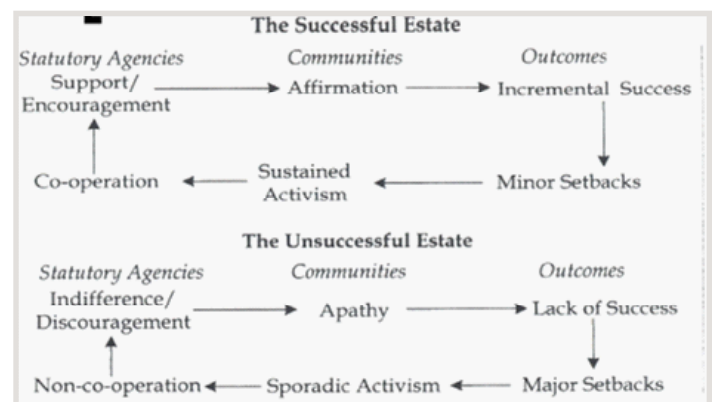 The Successful Estate
Statutory Agencies Communities Outcomes
Support/
Encouragement Affirmation Incremental Success
Co-operation Sustained Activism Minor Setbacks
The Unsuccessful Estate
Statutory Agencies Communities Outcomes
Indifference/
Discouragement Apathy Lack of Success
Non-co-operation Sporadic Activism Major Setbacks